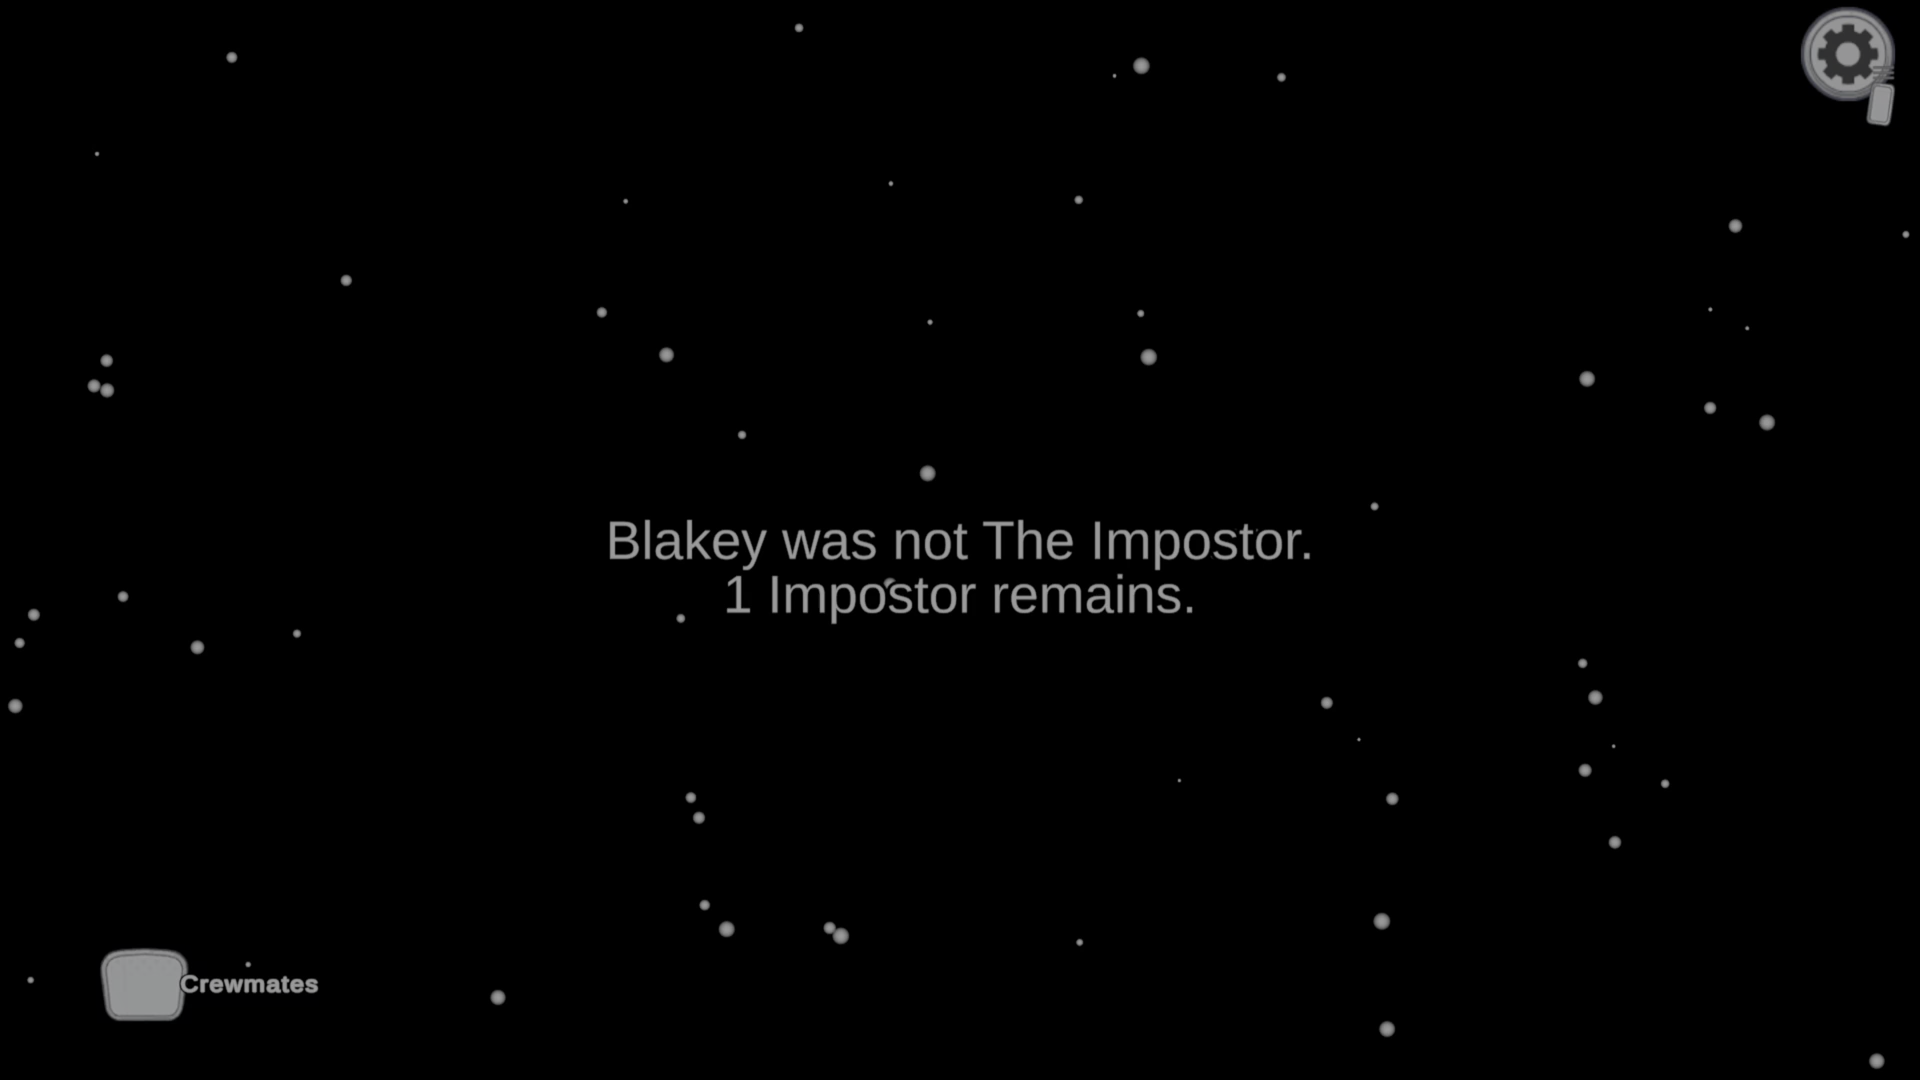 Blakey was not The Impostor.
1 Impostor remains.
Crewmates